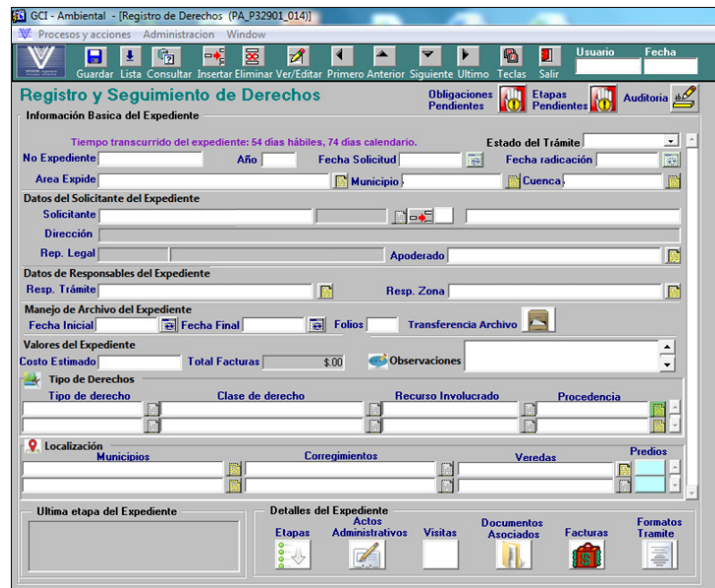 GCI - Ambiental - [Registro de Derechos (PA_P32901_014)]
Procesos y acciones Administracion Window
Usuario Fecha
Guardar Lista Consultar Insertar Eliminar Ver/Editar Primero Anterior Siguiente Ultimo Teclas Salir
Registro y Seguimiento de Derechos
Obligaciones Pendientes Etapas Pendientes Auditoria
Información Basica del Expediente
Tiempo transcurrido del expediente: 54 días hábiles, 74 días calendario. Estado del Trámite
No Expediente Año Fecha Solicitud Fecha radicación
Area Expide Municipio Cuenca
Datos del Solicitante del Expediente
Solicitante
Dirección
Rep. Legal Apoderado
Datos de Responsables del Expediente
Resp. Trámite Resp. Zona
Manejo de Archivo del Expediente
Fecha Inicial Fecha Final Folios Transferencia Archivo
Valores del Expediente
Costo Estimado Total Facturas $.00 Observaciones
Tipo de Derechos
Tipo de derecho Clase de derecho Recurso Involucrado Procedencia
Localización
Municipios Corregimientos Veredas Predios
Ultima etapa del Expediente Detalles del Expediente
Etapas Actos Administrativos Visitas Documentos Asociados Facturas Formatos Tramite